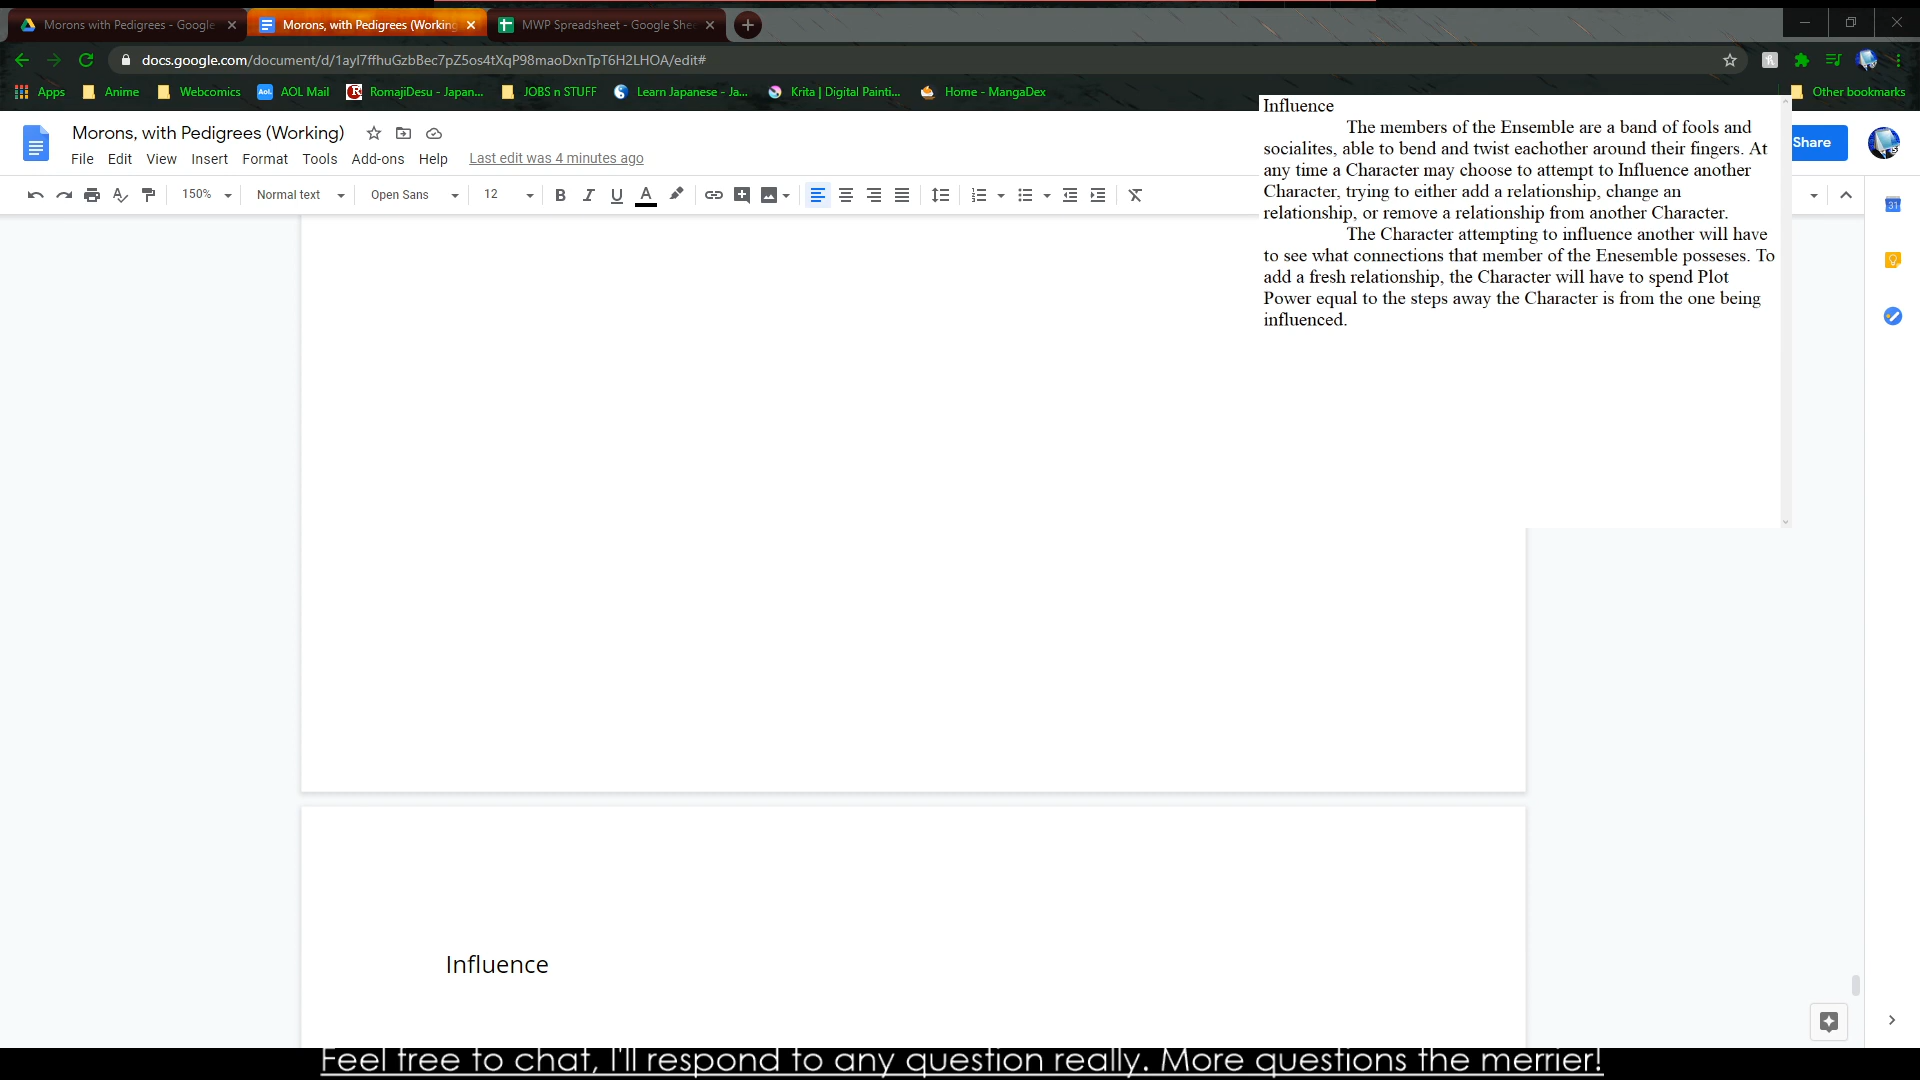 Morons with Pedigrees - Google
Morons, with Pedigrees (Working
MWP Spreadsheet - Google She
docs.google.com/document/d/1ayl7ffhuGzbBec7pZ5os4tXqP98maoDxnTpT6H2LHOA/edit#
Apps Anime Webcomics AOL Mail RomajiDesu - Japan... JOBS n STUFF Learn Japanese - Ja... Krita | Digital Painti... Home - MangaDex Other bookmarks
Morons, with Pedigrees (Working)
File Edit View Insert Format Tools Add-ons Help Last edit was 4 minutes ago
Share
150% Normal text Open Sans 12 B I U A
Influence
The members of the Ensemble are a band of fools and
socialites, able to bend and twist eachother around their fingers. At
any time a Character may choose to attempt to Influence another
Character, trying to either add a relationship, change an
relationship, or remove a relationship from another Character.
The Character attempting to influence another will have
to see what connections that member of the Enesemble posseses. To
add a fresh relationship, the Character will have to spend Plot
Power equal to the steps away the Character is from the one being
influenced.
31
Influence
Feel free to chat, I'll respond to any question really. More questions the merrier!